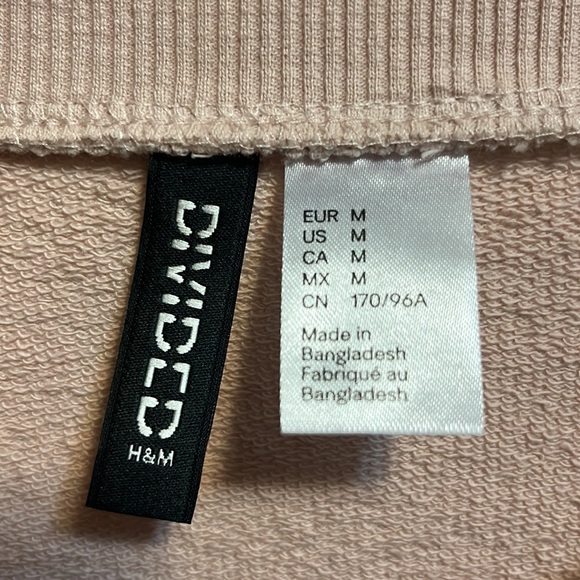 DIVIDED
H&M
EUR M
US M
CA M
MX M
CN 170/96A
Made in
Bangladesh
Fabriqué au
Bangladesh